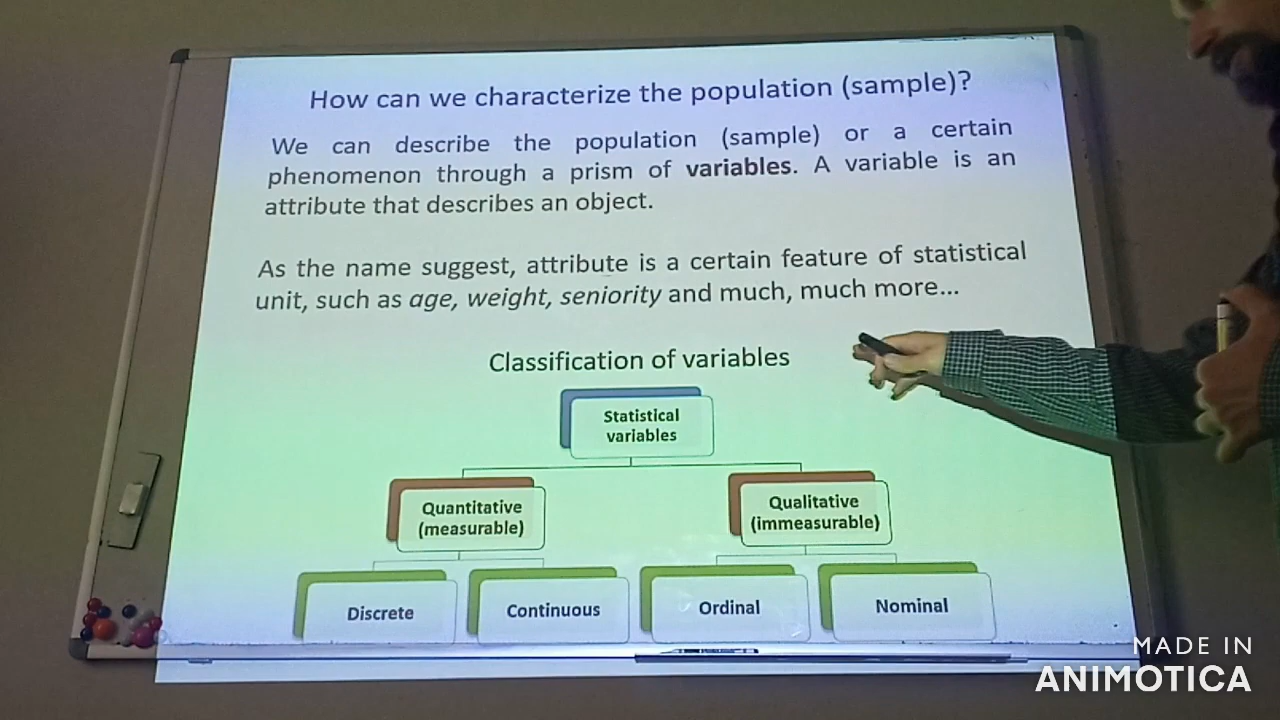 How can we characterize the population (sample)?
We can describe the population (sample) or a certain
phenomenon through a prism of variables. A variable is an
attribute that describes an object.
As the name suggest, attribute is a certain feature of statistical
unit, such as age, weight, seniority and much, much more...
Classification of variables
Statistical
variables
Quantitative
(measurable)
Qualitative
(immeasurable)
Discrete
Continuous
Ordinal
Nominal
MADE IN
ANIMOTICA